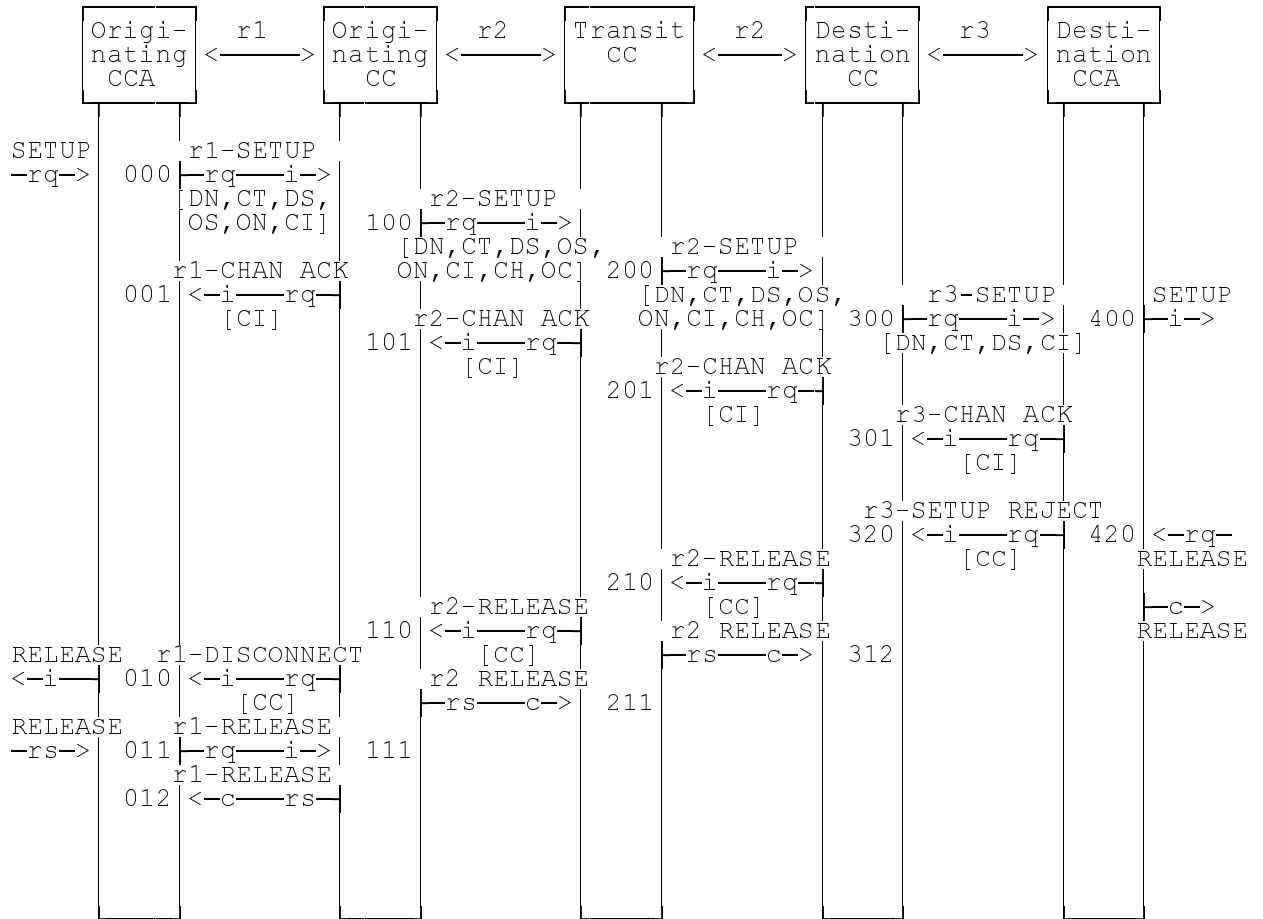 Origi-
nating
CCA
r1
Origi-
nating
CC
r2
Transit
CC
r2
Desti-
nation
CC
r3
Desti-
nation
CCA
SETUP
rq
000
r1-SETUP
rq i
[DN,CT,DS,
OS,ON,CI]
100
r2-SETUP
rq i
[DN,CT,DS,OS,
ON,CI,CH,OC]
r1-CHAN ACK
001
i rq
[CI]
200
r2-SETUP
rq i
[DN,CT,DS,OS,
ON,CI,CH,OC]
r2-CHAN ACK
101
i rq
[CI]
300
r3-SETUP
rq i
[DN,CT,DS,CI]
400
SETUP
i
r2-CHAN ACK
201
i rq
[CI]
r3-CHAN ACK
301
i rq
[CI]
r3-SETUP REJECT
320
i rq
[CC]
420
rq
RELEASE
r2-RELEASE
210
i rq
[CC]
c
RELEASE
r2-RELEASE
110
i rq
[CC]
r2 RELEASE
rs c
312
RELEASE
i
r1-DISCONNECT
010
i rq
[CC]
r2 RELEASE
rs c
211
RELEASE
rs
r1-RELEASE
011
rq i
111
r1-RELEASE
012
c rs